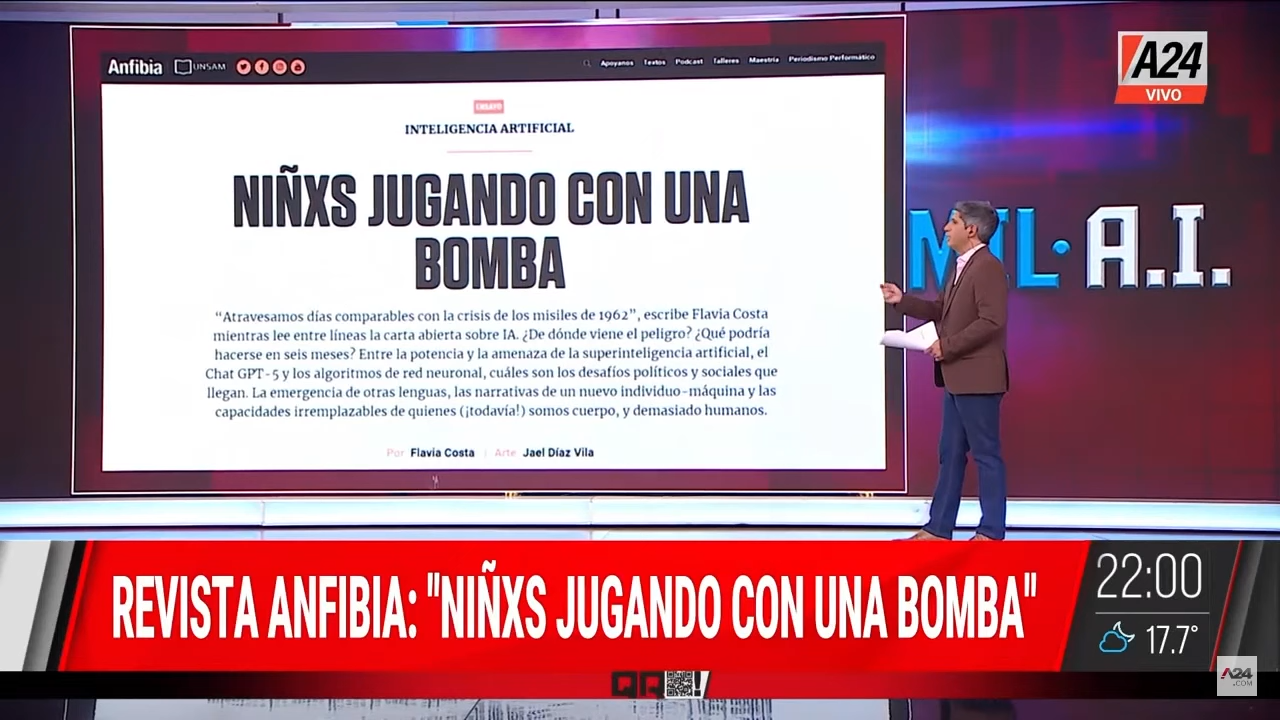 Anfibia
UNSAM
Apoyanos Textos Podcast Talleres Maestría Periodismo Performático
A24
VIVO
ENSAYO
INTELIGENCIA ARTIFICIAL
NIÑXS JUGANDO CON UNA
BOMBA
“Atravesamos días comparables con la crisis de los misiles de 1962”, escribe Flavia Costa
mientras lee entre líneas la carta abierta sobre IA. ¿De dónde viene el peligro? ¿Qué podría
hacerse en seis meses? Entre la potencia y la amenaza de la superinteligencia artificial, el
Chat GPT-5 y los algoritmos de red neuronal, cuáles son los desafíos políticos y sociales que
llegan. La emergencia de otras lenguas, las narrativas de un nuevo individuo-máquina y las
capacidades irremplazables de quienes (¡todavía!) somos cuerpo, y demasiado humanos.
Por Flavia Costa | Arte Jael Díaz Vila
A.I.
REVISTA ANFIBIA: "NIÑXS JUGANDO CON UNA BOMBA"
22:00
17.7°
A24
.COM
QR!